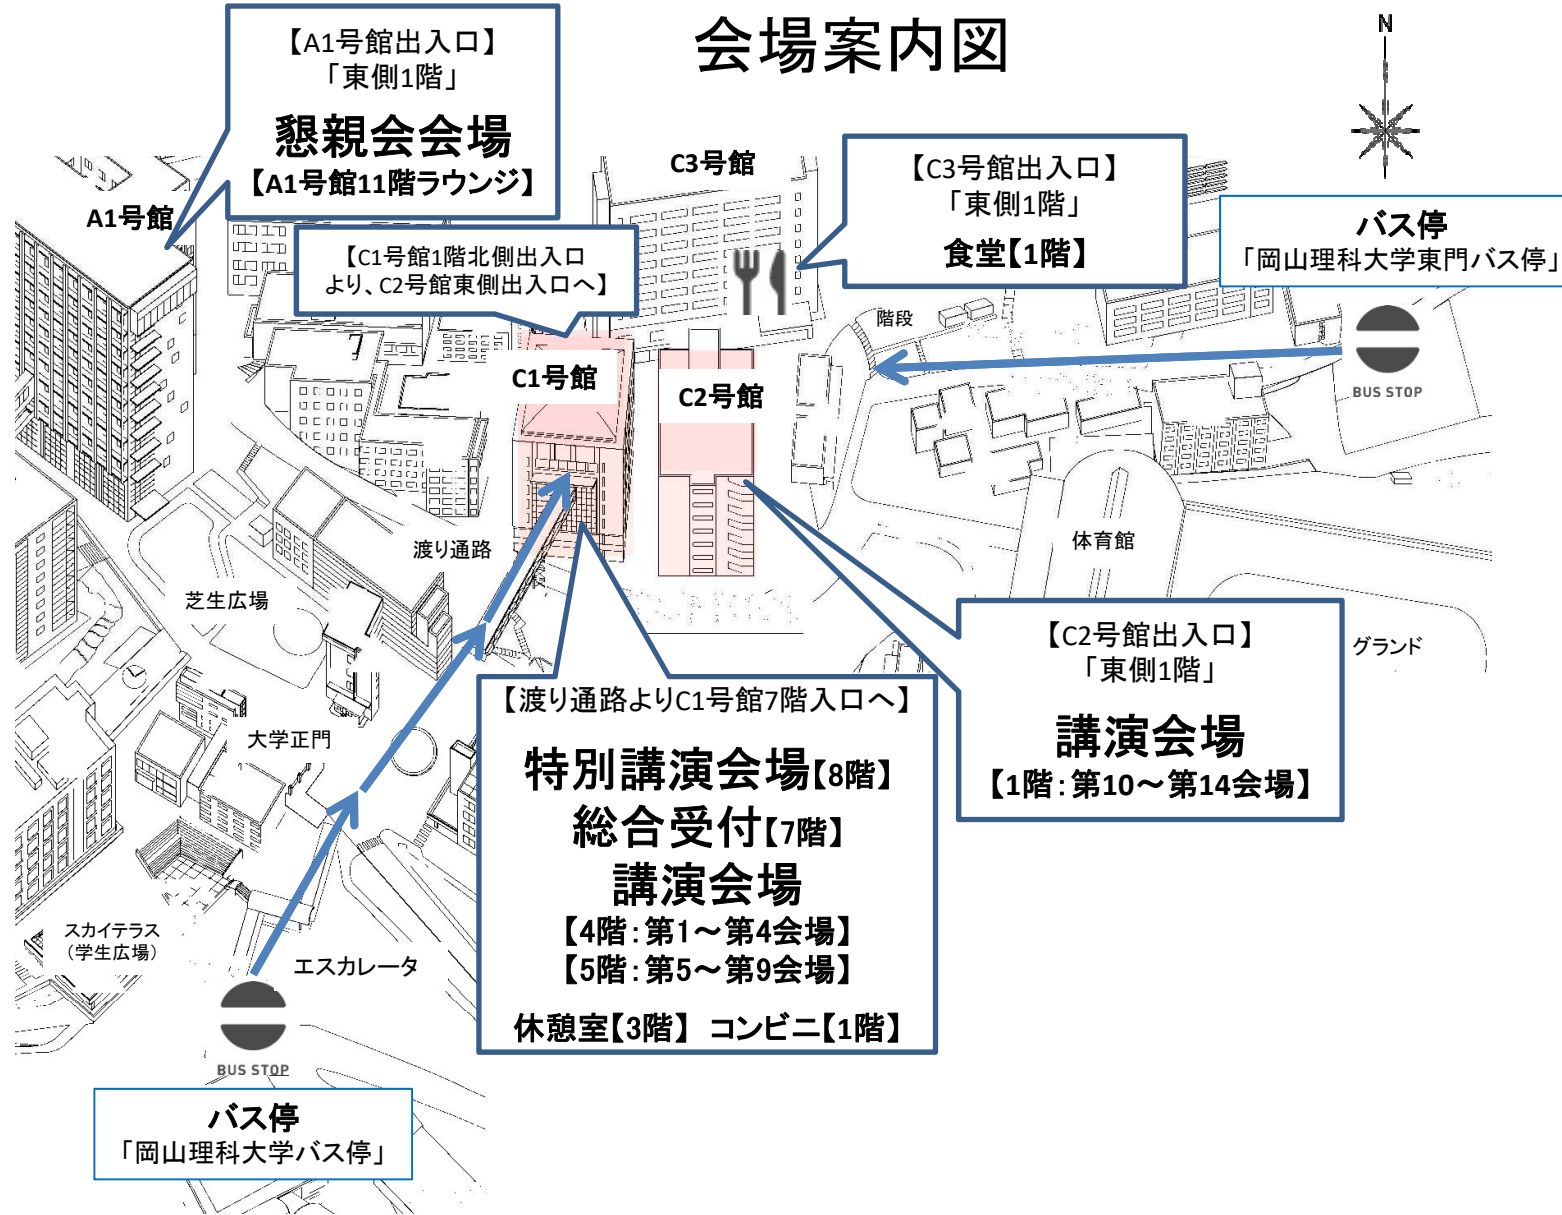 会場案内図
N
【A1号館出入口】
「東側1階」
懇親会会場
【A1号館11階ラウンジ】
A1号館
C3号館
【C3号館出入口】
「東側1階」
食堂【1階】
バス停
「岡山理科大学東門バス停」
BUS STOP
【C1号館1階北側出入口
より、C2号館東側出入口へ】
階段
C1号館
C2号館
渡り通路
体育館
芝生広場
グランド
【C2号館出入口】
「東側1階」
講演会場
【1階：第10～第14会場】
大学正門
【渡り通路よりC1号館7階入口へ】
特別講演会場【8階】
総合受付【7階】
講演会場
【4階：第1～第4会場】
【5階：第5～第9会場】
休憩室【3階】 コンビニ【1階】
スカイテラス
（学生広場）
エスカレータ
BUS STOP
バス停
「岡山理科大学バス停」